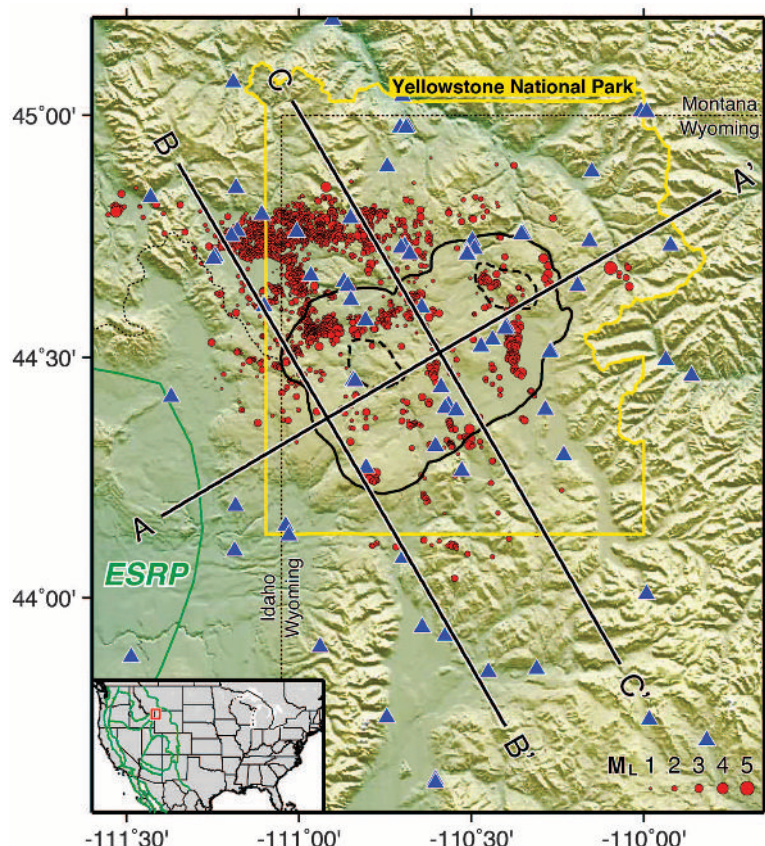 C
Yellowstone National Park
45°00'
Montana
Wyoming
B
A'
44°30'
A
ESRP
Idaho
Wyoming
44°00'
C'
B'
M_L 1 2 3 4 5
-111°30' -111°00' -110°30' -110°00'